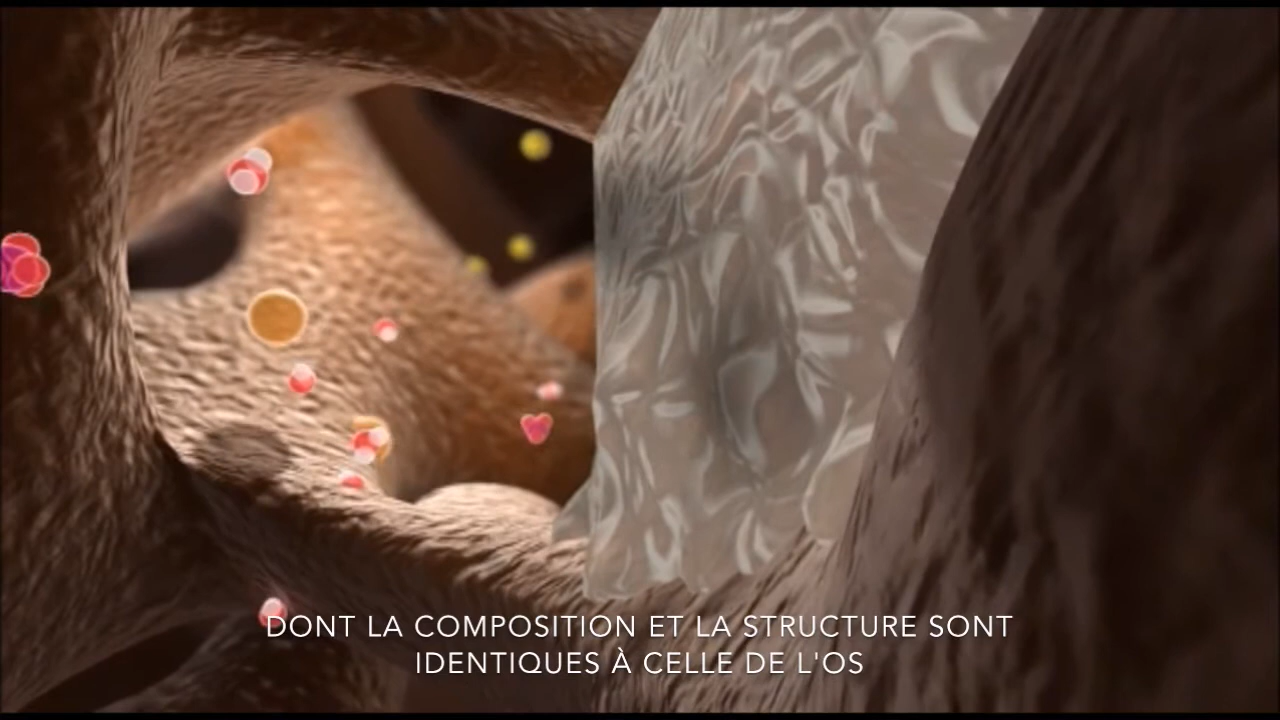 DONT LA COMPOSITION ET LA STRUCTURE SONT
IDENTIQUES À CELLE DE L'OS